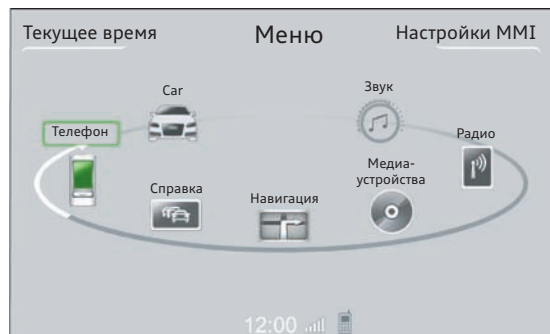 Текущее время
Меню
Настройки MMI
Car
Звук
Телефон
Радио
Медиа-
устройства
Справка
Навигация
12:00